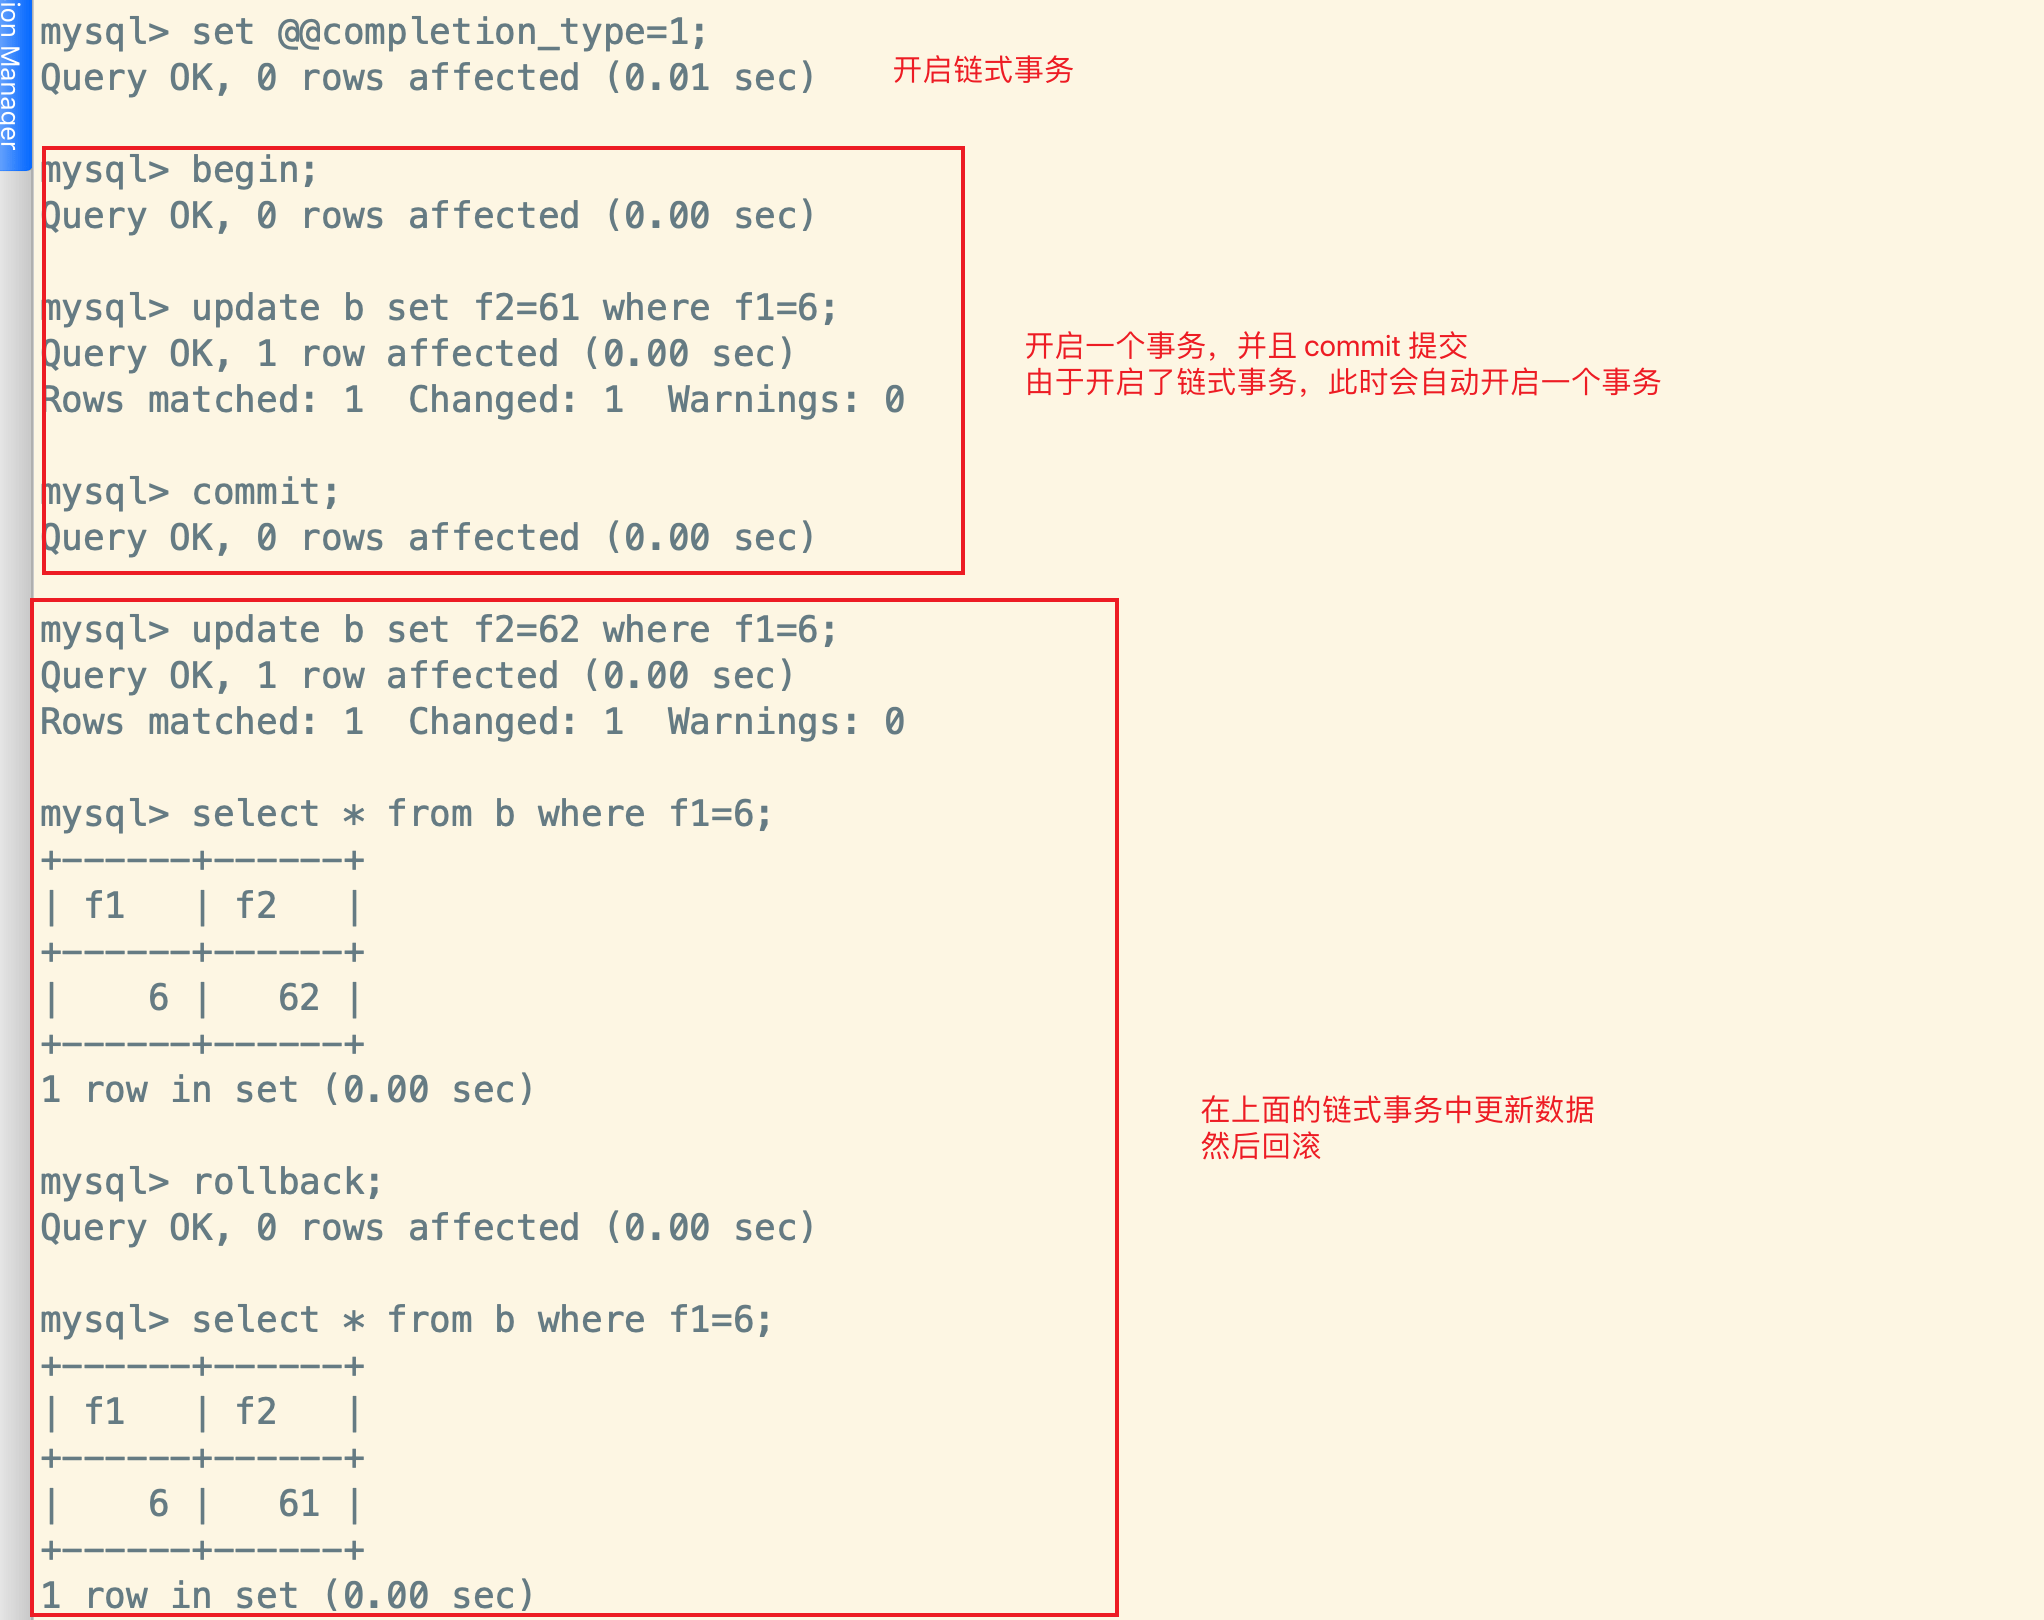 ion Manager
mysql> set @@completion_type=1;
Query OK, 0 rows affected (0.01 sec)
开启链式事务
mysql> begin;
Query OK, 0 rows affected (0.00 sec)
mysql> update b set f2=61 where f1=6;
Query OK, 1 row affected (0.00 sec)
Rows matched: 1  Changed: 1  Warnings: 0
开启一个事务，并且 commit 提交
由于开启了链式事务，此时会自动开启一个事务
mysql> commit;
Query OK, 0 rows affected (0.00 sec)
mysql> update b set f2=62 where f1=6;
Query OK, 1 row affected (0.00 sec)
Rows matched: 1  Changed: 1  Warnings: 0
mysql> select * from b where f1=6;
+------+------+
| f1   | f2   |
+------+------+
|    6 |   62 |
+------+------+
1 row in set (0.00 sec)
在上面的链式事务中更新数据
然后回滚
mysql> rollback;
Query OK, 0 rows affected (0.00 sec)
mysql> select * from b where f1=6;
+------+------+
| f1   | f2   |
+------+------+
|    6 |   61 |
+------+------+
1 row in set (0.00 sec)